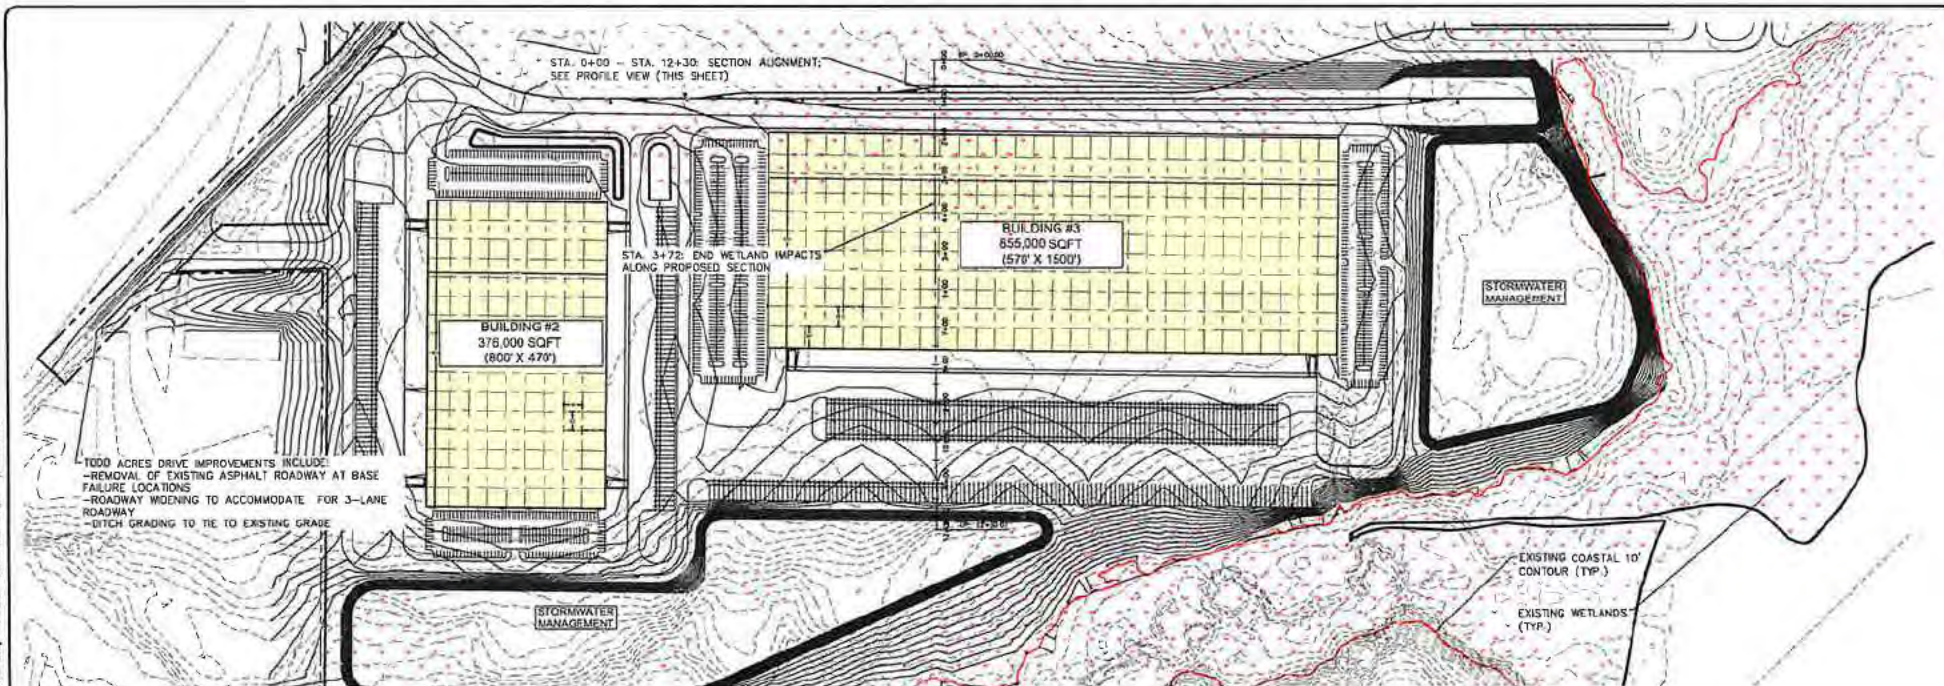 STA. 0+00 - STA. 12+30: SECTION ALIGNMENT;
SEE PROFILE VIEW (THIS SHEET)
BUILDING #3
855,000 SQFT
(570' X 1500')
STA. 3+72: END WETLAND IMPACTS
ALONG PROPOSED SECTION
STORMWATER
MANAGEMENT
BUILDING #2
376,000 SQFT
(800' X 470')
TODD ACRES DRIVE IMPROVEMENTS INCLUDE:
-REMOVAL OF EXISTING ASPHALT ROADWAY AT BASE
FAILURE LOCATIONS
-ROADWAY WIDENING TO ACCOMMODATE FOR 3-LANE
ROADWAY
-DITCH GRADING TO TIE TO EXISTING GRADE
EXISTING COASTAL 10'
CONTOUR (TYP.)
EXISTING WETLANDS
(TYP.)
STORMWATER
MANAGEMENT